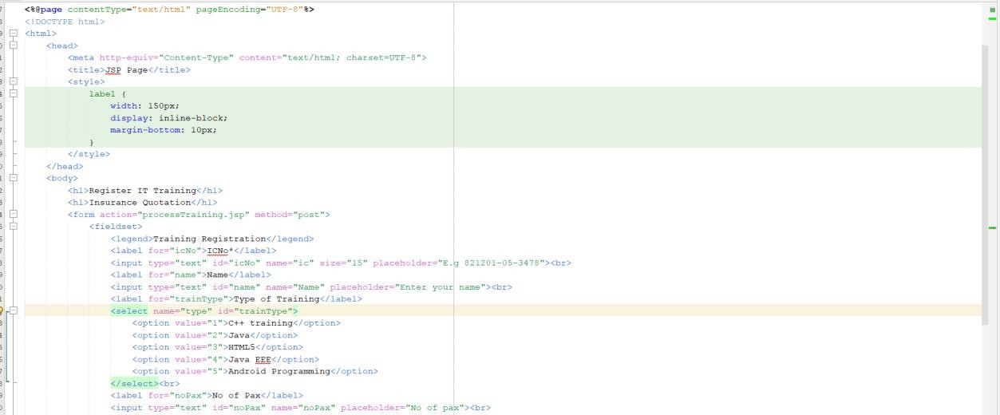 <%@page contentType="text/html" pageEncoding="UTF-8"%>
<!DOCTYPE html>
<html>
<head>
<meta http-equiv="Content-Type" content="text/html; charset=UTF-8">
<title>JSP Page</title>
<style>
label {
width: 150px;
display: inline-block;
margin-bottom: 10px;
}
</style>
</head>
<body>
<h1>Register IT Training</h1>
<h1>Insurance Quotation</h1>
<form action="processTraining.jsp" method="post">
<fieldset>
<legend>Training Registration</legend>
<label for="icNo">ICNo*</label>
<input type="text" id="icNo" name="ic" size="15" placeholder="E.g 821201-05-3478"><br>
<label for="name">Name</label>
<input type="text" id="name" name="Name" placeholder="Enter your name"><br>
<label for="trainType">Type of Training</label>
<select name="type" id="trainType">
<option value="1">C++ training</option>
<option value="2">Java</option>
<option value="3">HTML5</option>
<option value="4">Java EEE</option>
<option value="5">Android Programming</option>
</select><br>
<label for="noPax">No of Pax</label>
<input type="text" id="noPax" name="noPax" placeholder="No of pax"><br>